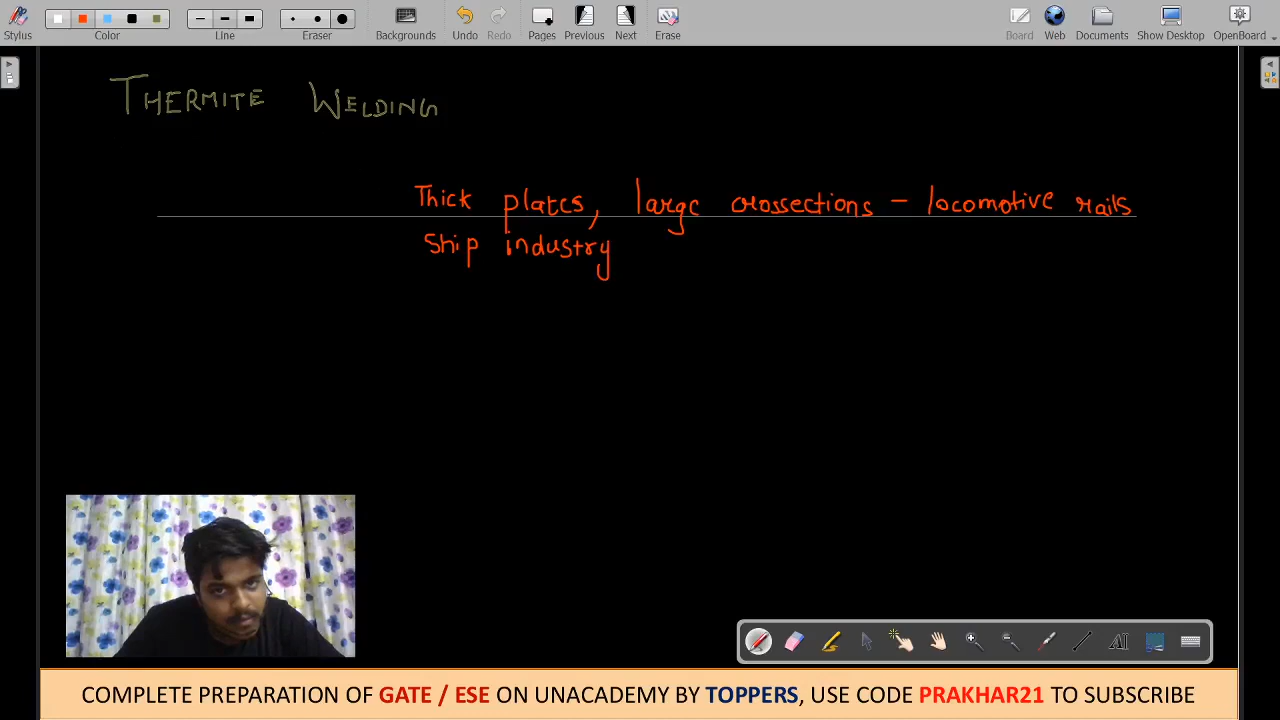 Stylus
Color
Line
Eraser
Backgrounds
Undo
Redo
Pages
Previous
Next
Erase
Board
Web
Documents
Show Desktop
OpenBoard
THERMITE WELDING
Thick plates, large crossections - locomotive rails
Ship industry
AI
COMPLETE PREPARATION OF GATE / ESE ON UNACADEMY BY TOPPERS, USE CODE PRAKHAR21 TO SUBSCRIBE